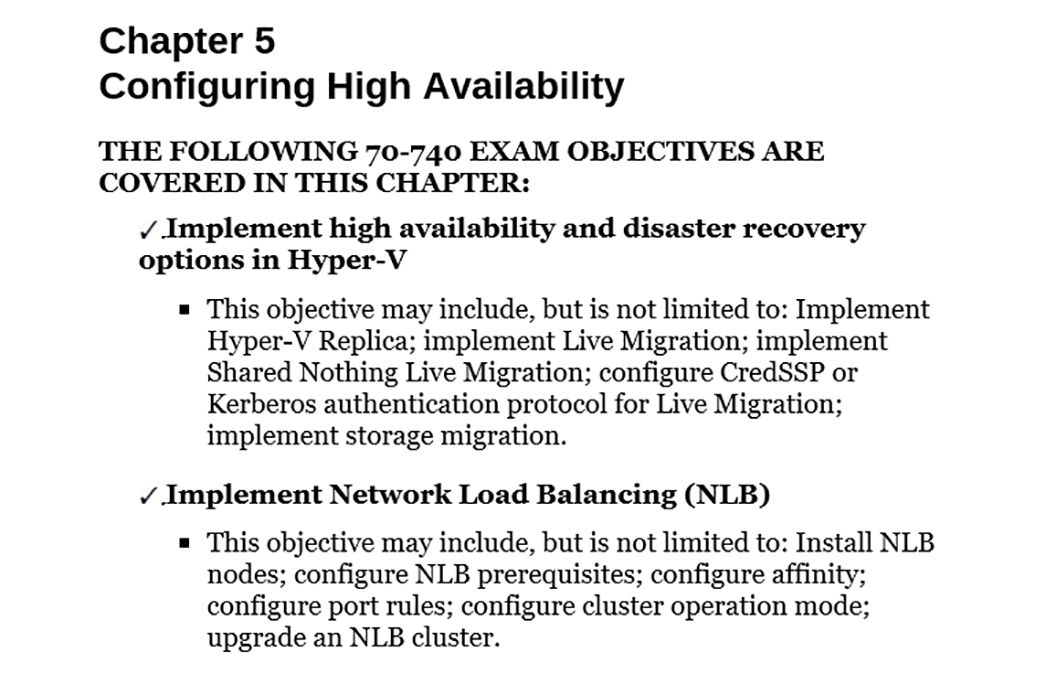 Chapter 5
Configuring High Availability
THE FOLLOWING 70-740 EXAM OBJECTIVES ARE
COVERED IN THIS CHAPTER:
✓ Implement high availability and disaster recovery
options in Hyper-V
▪ This objective may include, but is not limited to: Implement
Hyper-V Replica; implement Live Migration; implement
Shared Nothing Live Migration; configure CredSSP or
Kerberos authentication protocol for Live Migration;
implement storage migration.
✓ Implement Network Load Balancing (NLB)
▪ This objective may include, but is not limited to: Install NLB
nodes; configure NLB prerequisites; configure affinity;
configure port rules; configure cluster operation mode;
upgrade an NLB cluster.